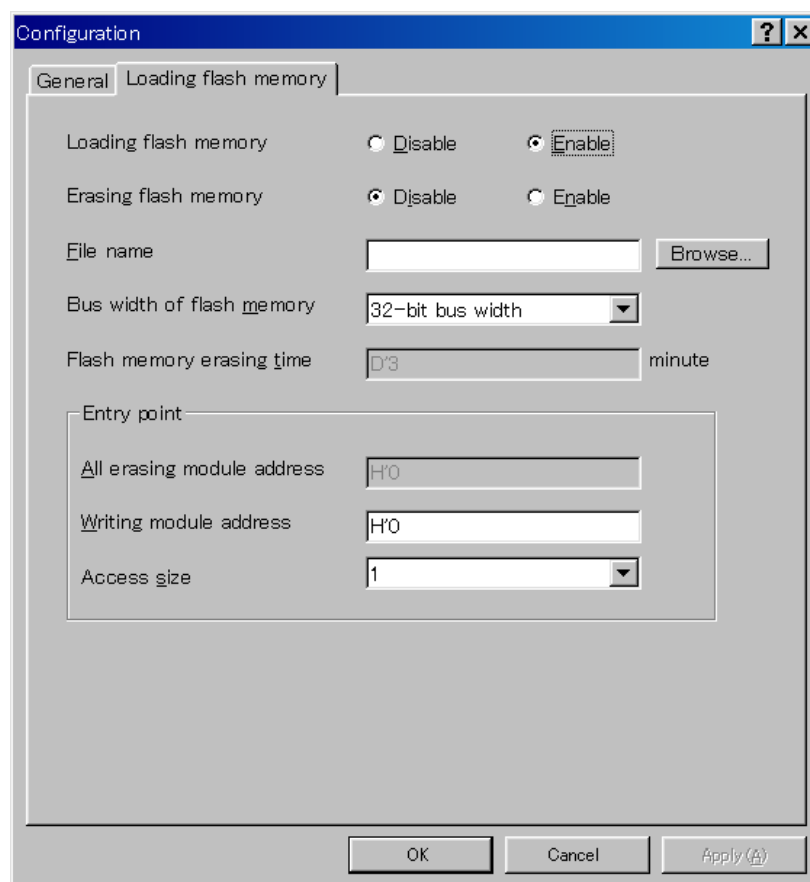 Configuration
General Loading flash memory
Loading flash memory Disable Enable
Erasing flash memory Disable Enable
File name Browse...
Bus width of flash memory 32-bit bus width
Flash memory erasing time D'3 minute
Entry point
All erasing module address H'0
Writing module address H'0
Access size 1
OK Cancel Apply(A)